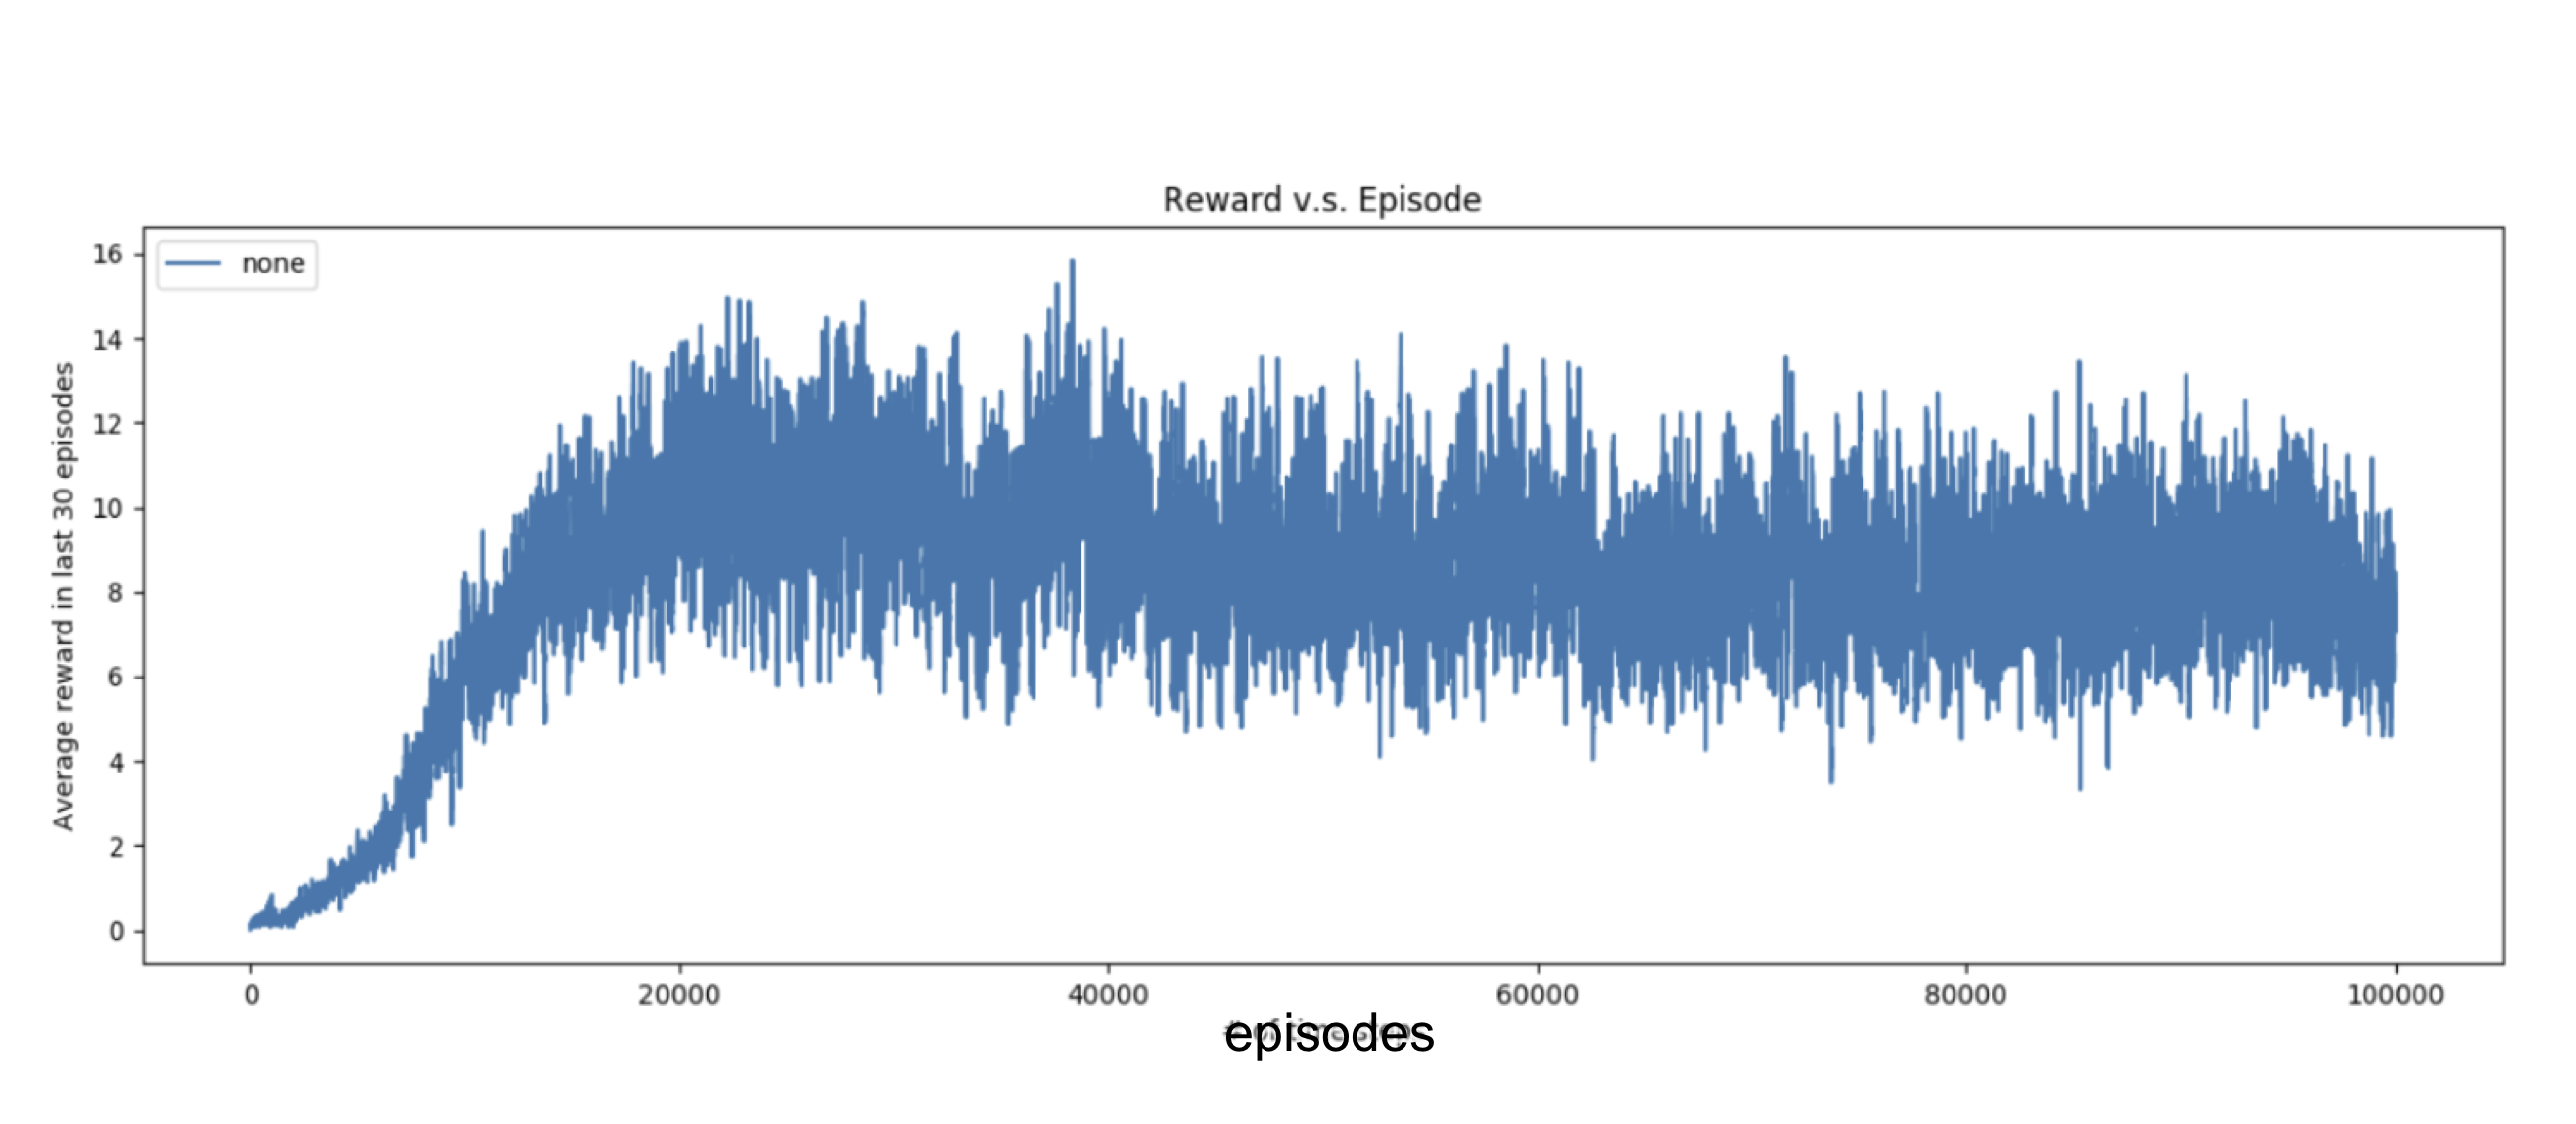 Reward v.s. Episode
none
Average reward in last 30 episodes
16
14
12
10
8
6
4
2
0
0 20000 40000 60000 80000 100000
episodes